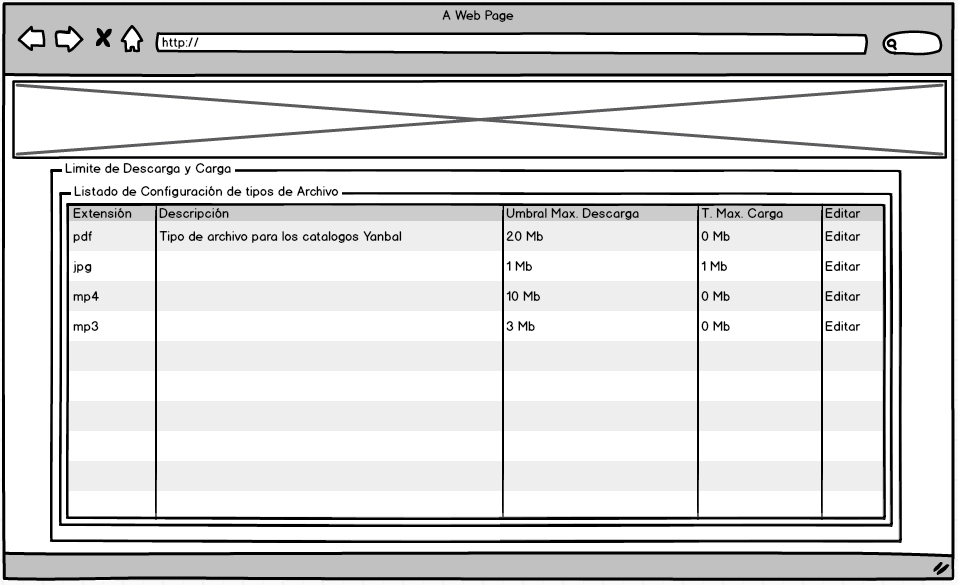 A Web Page
http://
Limite de Descarga y Carga
Listado de Configuración de tipos de Archivo
Extensión Descripción Umbral Max. Descarga T. Max. Carga Editar
pdf Tipo de archivo para los catalogos Yanbal 20 Mb 0 Mb Editar
jpg 1 Mb 1 Mb Editar
mp4 10 Mb 0 Mb Editar
mp3 3 Mb 0 Mb Editar